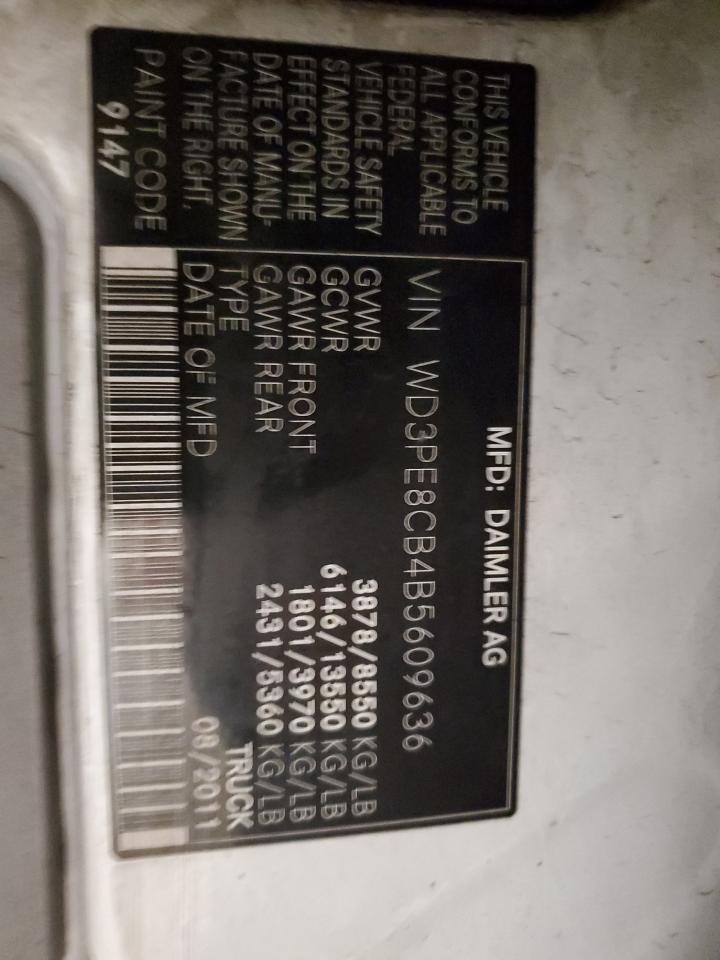 THIS VEHICLE
CONFORMS TO
ALL APPLICABLE
FEDERAL
VEHICLE SAFETY
STANDARDS IN
EFFECT ON THE
DATE OF MANU-
FACTURE SHOWN
ON THE RIGHT.
PAINT CODE
9147
MFD: DAIMLER AG
VIN WD3PE8CB4B5609636
GVWR 3878/8550 KG/LB
GCWR 6146/13550 KG/LB
GAWR FRONT 1801/3970 KG/LB
GAWR REAR 2431/5360 KG/LB
TYPE TRUCK
DATE OF MFD 08/2011